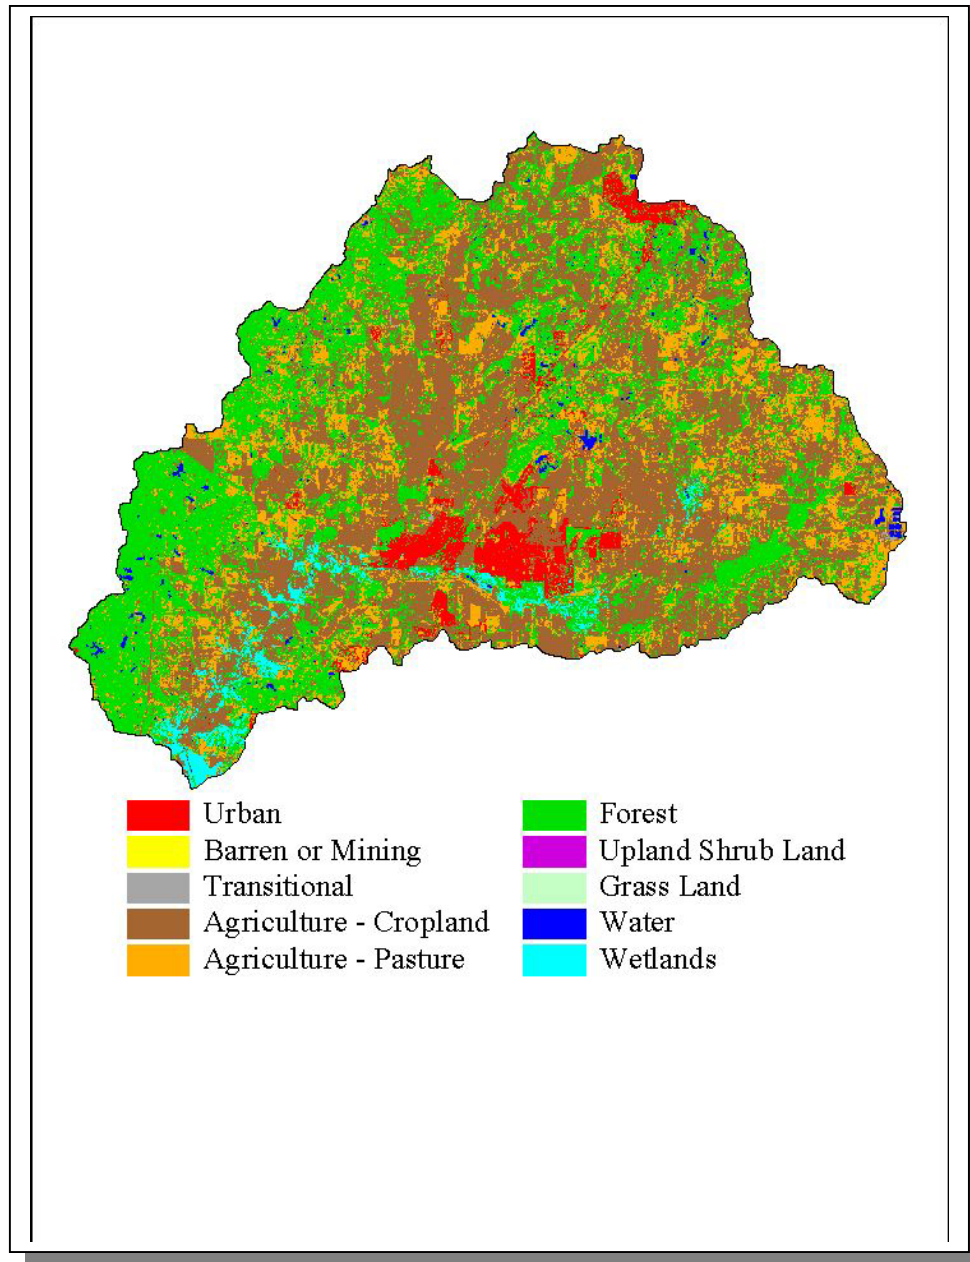 Urban
Barren or Mining
Transitional
Agriculture - Cropland
Agriculture - Pasture
Forest
Upland Shrub Land
Grass Land
Water
Wetlands